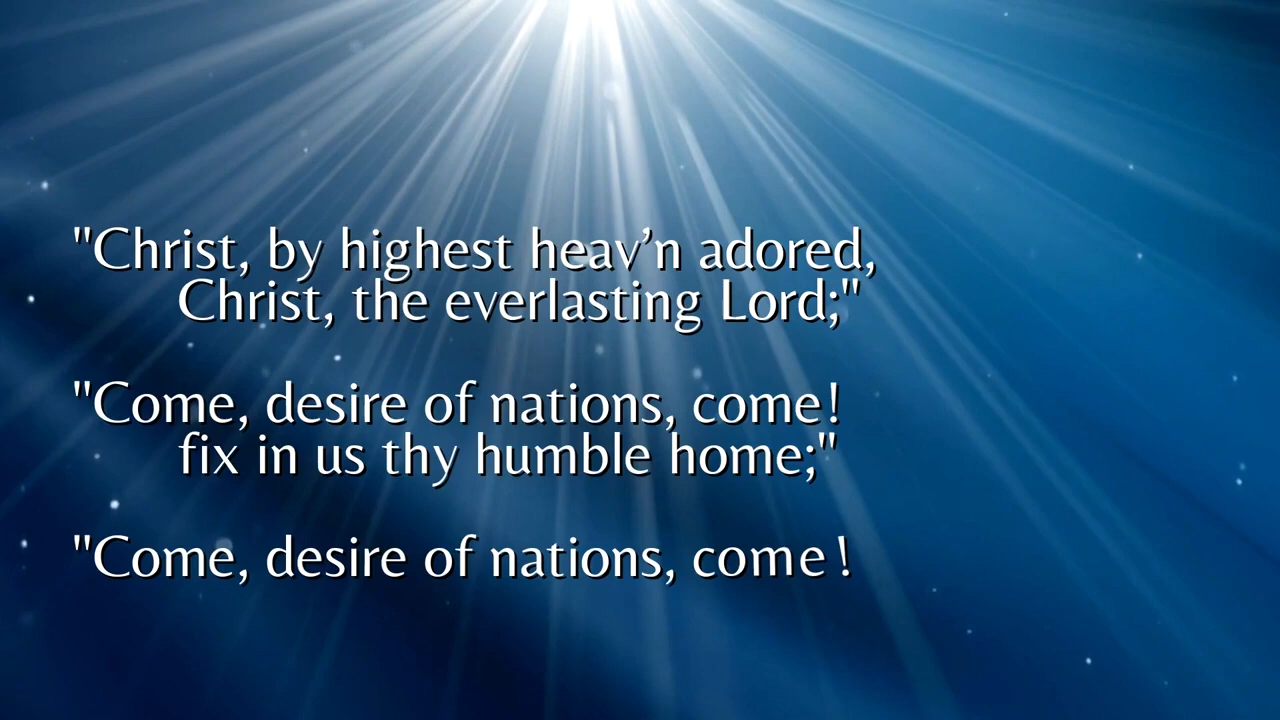 "Christ, by highest heav’n adored,
Christ, the everlasting Lord;"
"Come, desire of nations, come!
fix in us thy humble home;"
"Come, desire of nations, come!